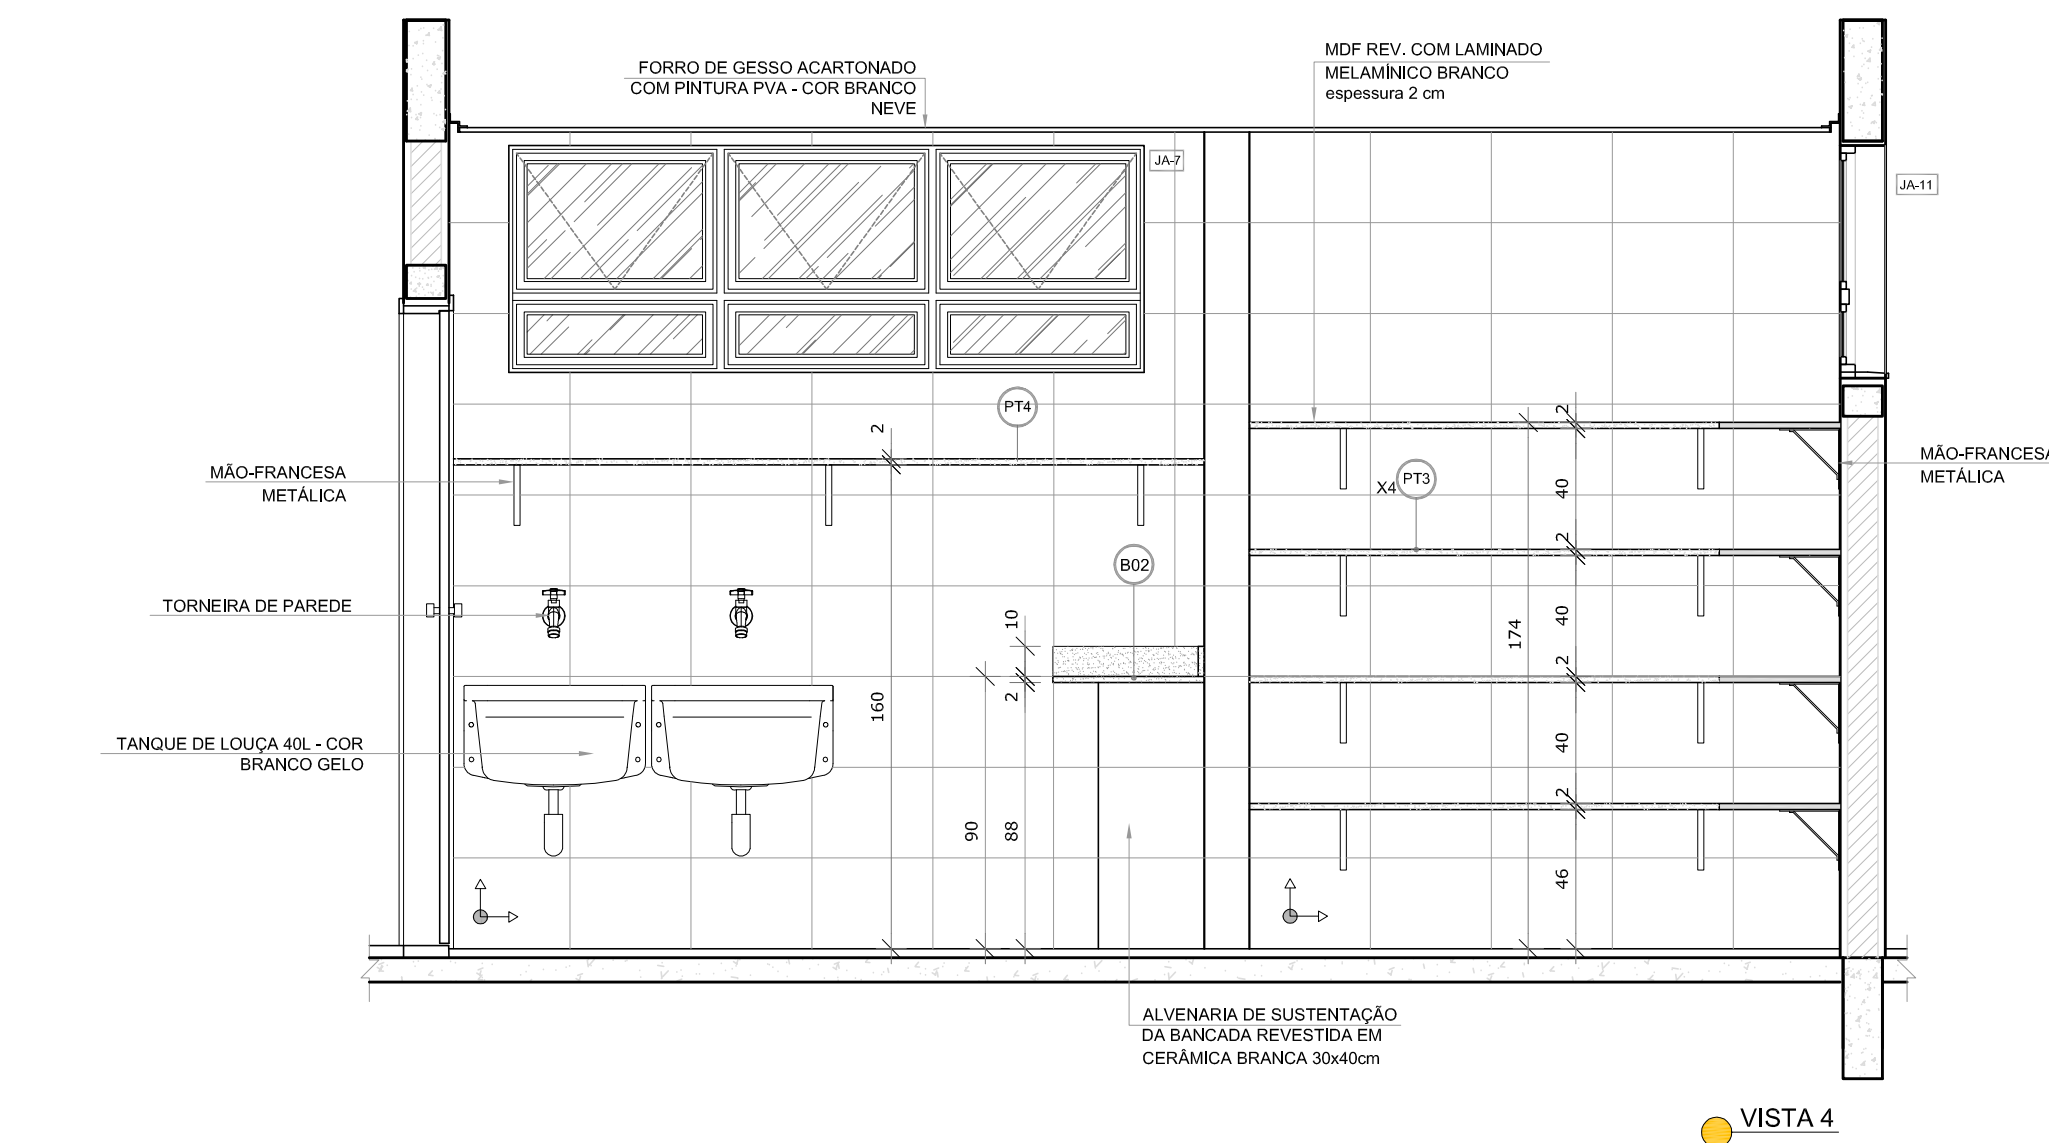 FORRO DE GESSO ACARTONADO
COM PINTURA PVA - COR BRANCO
NEVE
MDF REV. COM LAMINADO
MELAMÍNICO BRANCO
espessura 2 cm
JA-7
JA-11
PT4
2
2
MÃO-FRANCESA
METÁLICA
MÃO-FRANCESA
METÁLICA
X4
PT3
40
2
B02
TORNEIRA DE PAREDE
10
40
174
2
2
160
TANQUE DE LOUÇA 40L - COR
BRANCO GELO
40
2
90
88
46
ALVENARIA DE SUSTENTAÇÃO
DA BANCADA REVESTIDA EM
CERÂMICA BRANCA 30x40cm
VISTA 4